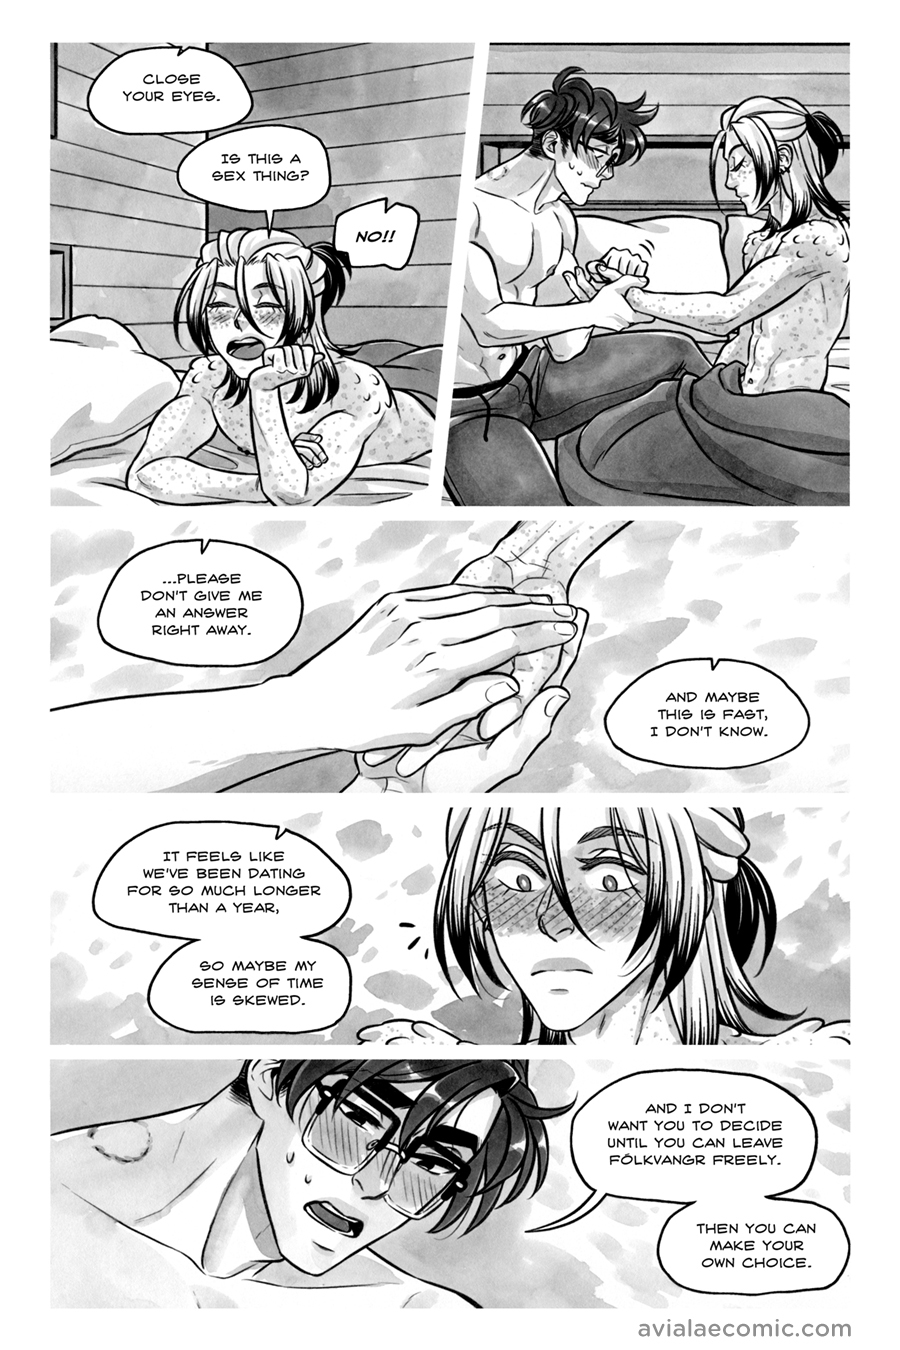 CLOSE
YOUR EYES.
IS THIS A
SEX THING?
NO!!
...PLEASE
DON'T GIVE ME
AN ANSWER
RIGHT AWAY.
AND MAYBE
THIS IS FAST,
I DON'T KNOW.
IT FEELS LIKE
WE'VE BEEN DATING
FOR SO MUCH LONGER
THAN A YEAR,
SO MAYBE MY
SENSE OF TIME
IS SKEWED.
AND I DON'T
WANT YOU TO DECIDE
UNTIL YOU CAN LEAVE
FÓLKVANGR FREELY.
THEN YOU CAN
MAKE YOUR
OWN CHOICE.
avialaecomic.com